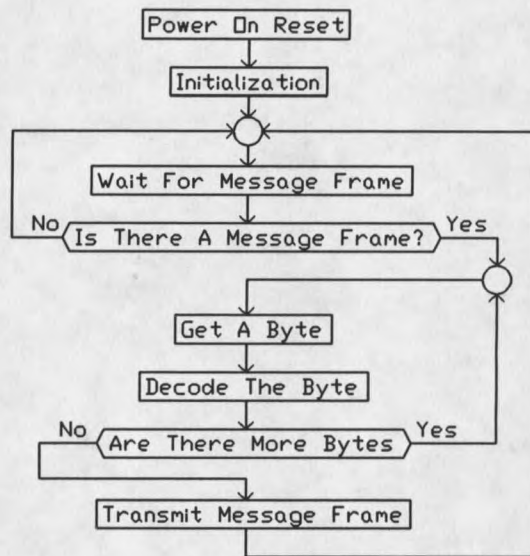 Power On Reset
Initialization
Wait For Message Frame
No
Is There A Message Frame?
Yes
Get A Byte
Decode The Byte
No
Are There More Bytes
Yes
Transmit Message Frame